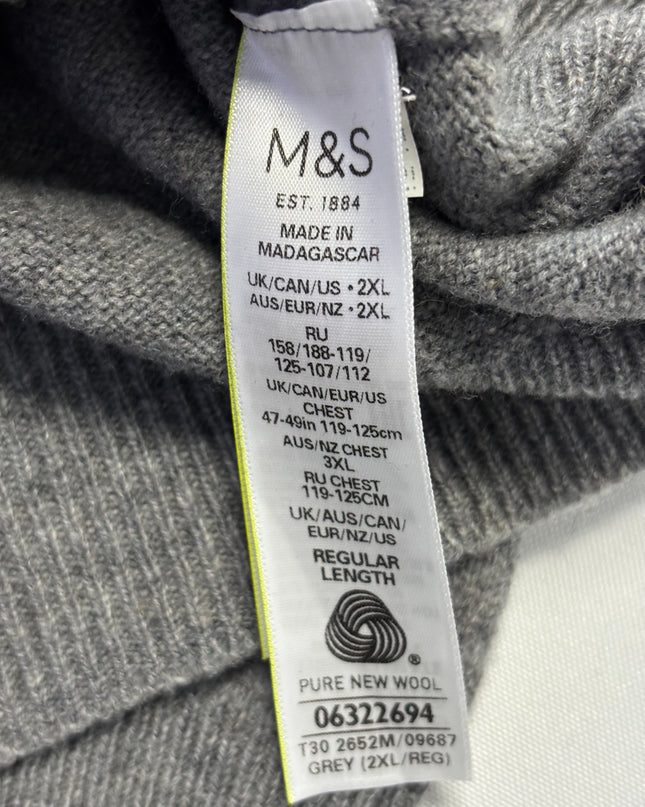 M&S
EST. 1884
MADE IN
MADAGASCAR
UK/CAN/US • 2XL
AUS/EUR/NZ • 2XL
RU
158/188-119/
125-107/112
UK/CAN/EUR/US
CHEST
47-49in 119-125cm
AUS/NZ CHEST
3XL
RU CHEST
119-125CM
UK/AUS/CAN/
EUR/NZ/US
REGULAR
LENGTH
®
PURE NEW WOOL
06322694
T30 2652M/09687
GREY (2XL/REG)